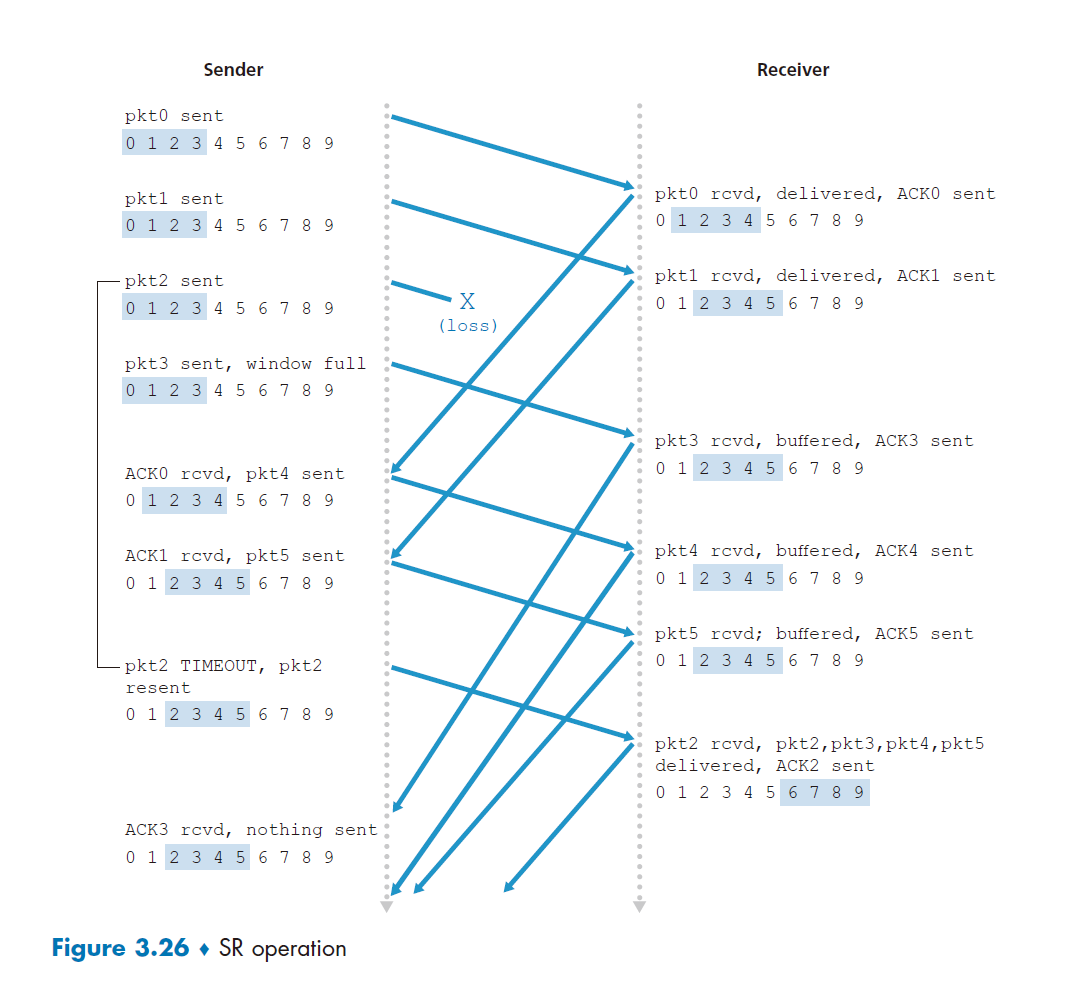 Sender
Receiver
pkt0 sent
0 1 2 3 4 5 6 7 8 9
pkt0 rcvd, delivered, ACK0 sent
0 1 2 3 4 5 6 7 8 9
pkt1 sent
0 1 2 3 4 5 6 7 8 9
pkt1 rcvd, delivered, ACK1 sent
0 1 2 3 4 5 6 7 8 9
pkt2 sent
0 1 2 3 4 5 6 7 8 9
X
(loss)
pkt3 sent, window full
0 1 2 3 4 5 6 7 8 9
pkt3 rcvd, buffered, ACK3 sent
0 1 2 3 4 5 6 7 8 9
ACK0 rcvd, pkt4 sent
0 1 2 3 4 5 6 7 8 9
pkt4 rcvd, buffered, ACK4 sent
0 1 2 3 4 5 6 7 8 9
ACK1 rcvd, pkt5 sent
0 1 2 3 4 5 6 7 8 9
pkt5 rcvd; buffered, ACK5 sent
0 1 2 3 4 5 6 7 8 9
pkt2 TIMEOUT, pkt2
resent
0 1 2 3 4 5 6 7 8 9
pkt2 rcvd, pkt2,pkt3,pkt4,pkt5
delivered, ACK2 sent
0 1 2 3 4 5 6 7 8 9
ACK3 rcvd, nothing sent
0 1 2 3 4 5 6 7 8 9
Figure 3.26 ♦ SR operation